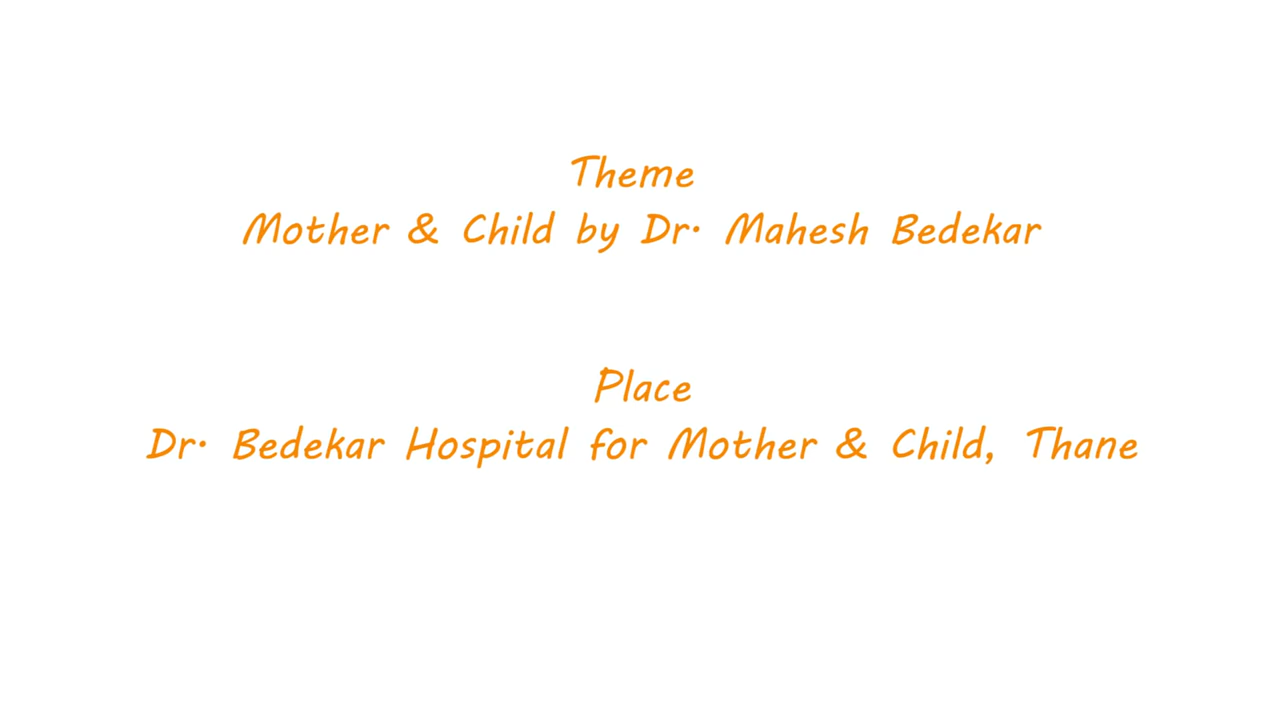 Theme
Mother & Child by Dr. Mahesh Bedekar
Place
Dr. Bedekar Hospital for Mother & Child, Thane